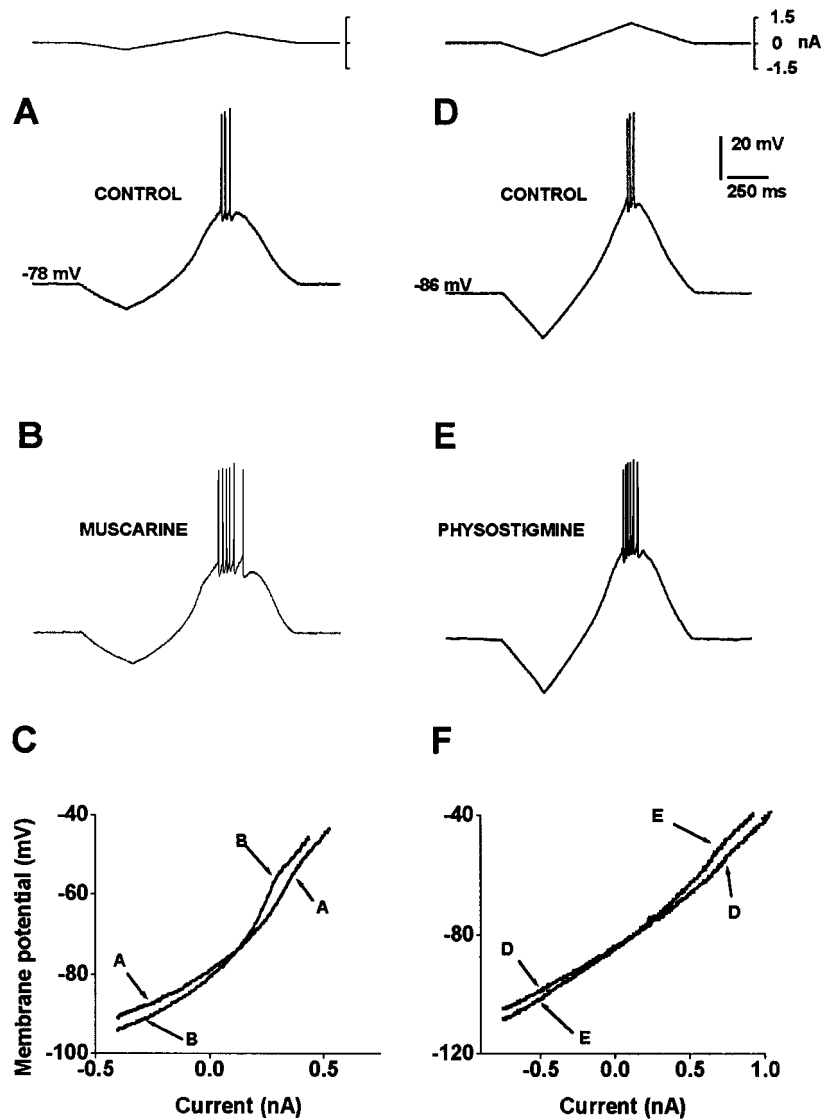 1.5
0 nA
-1.5
A
D
20 mV
250 ms
CONTROL
CONTROL
-78 mV
-86 mV
B
E
MUSCARINE
PHYSOSTIGMINE
C
F
Membrane potential (mV)
-40
-60
-80
-100
-0.5
0.0
0.5
Current (nA)
B
A
A
B
-40
-80
-120
-0.5
0.0
0.5
1.0
Current (nA)
E
D
D
E